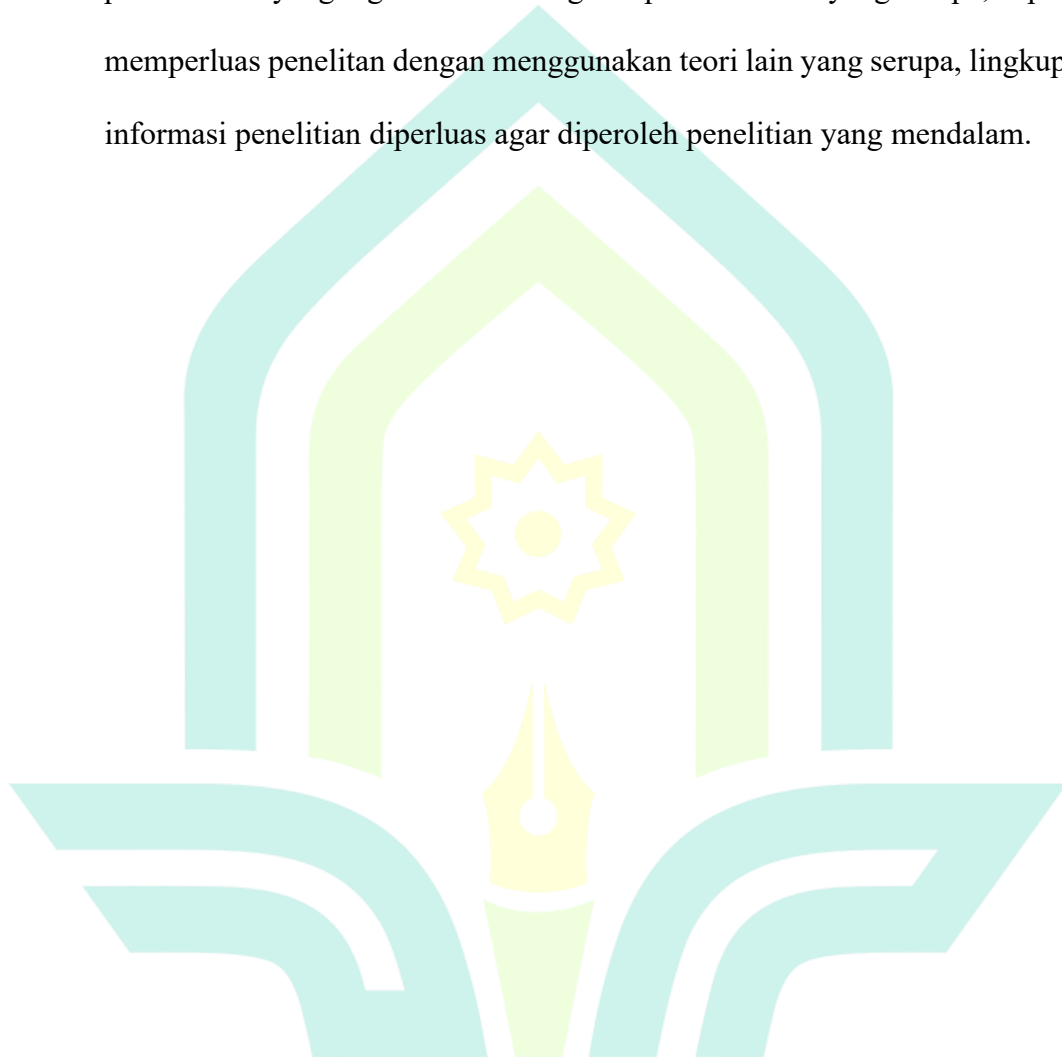 memperluas penelitan dengan menggunakan teori lain yang serupa, lingkup
informasi penelitian diperluas agar diperoleh penelitian yang mendalam.